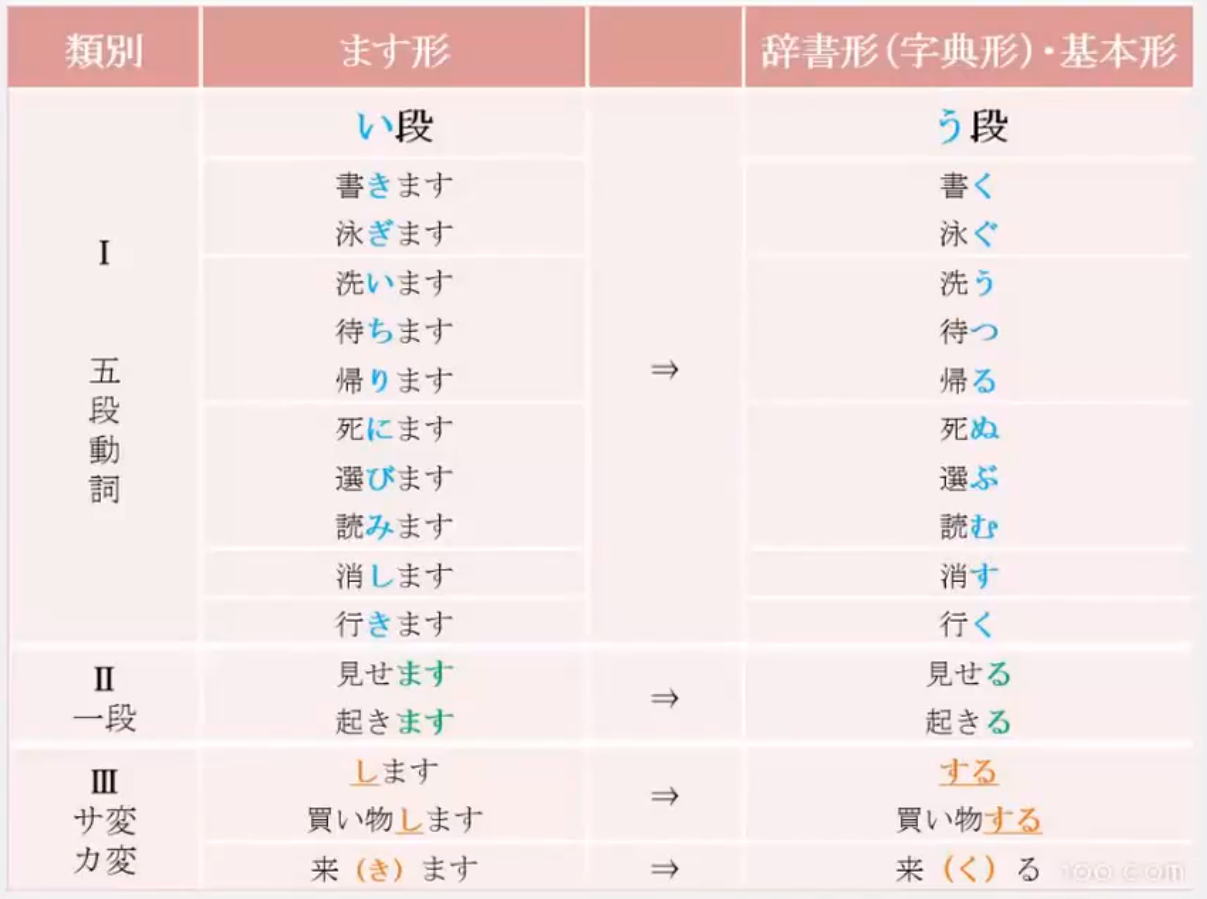 類別 ます形 辞書形（字典形）・基本形
い段 う段
書きます 書く
泳ぎます 泳ぐ
洗います 洗う
待ちます 待つ
帰ります ⇒ 帰る
死にます 死ぬ
選びます 選ぶ
読みます 読む
消します 消す
行きます 行く
Ⅰ
五
段
動
詞
見せます 見せる
起きます 起きる
Ⅱ ⇒
一段
します する
買い物します ⇒ 買い物する
来（き）ます ⇒ 来（く）る
Ⅲ
サ変
カ変